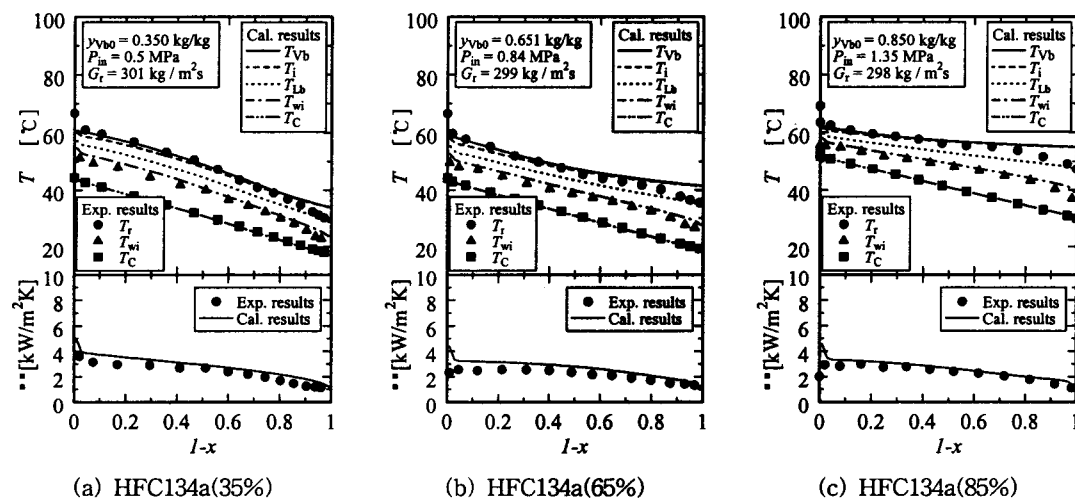 100
80
60
40
20
T [℃]
y_Vb0 = 0.350 kg/kg
P_in = 0.5 MPa
G_r = 301 kg / m²s
Cal. results
T_Vb
T_i
T_Lb
T_wi
T_C
Exp. results
T_r
T_wi
T_C
10
8
6
4
2
0
[kW/m²K]
Exp. results
Cal. results
0 0.2 0.4 0.6 0.8 1
1-x
(a) HFC134a(35%)
100
80
60
40
20
T [℃]
y_Vb0 = 0.651 kg/kg
P_in = 0.84 MPa
G_r = 299 kg / m²s
Cal. results
T_Vb
T_i
T_Lb
T_wi
T_C
Exp. results
T_r
T_wi
T_C
10
8
6
4
2
0
[kW/m²K]
Exp. results
Cal. results
0 0.2 0.4 0.6 0.8 1
1-x
(b) HFC134a(65%)
100
80
60
40
20
T [℃]
y_Vb0 = 0.850 kg/kg
P_in = 1.35 MPa
G_r = 298 kg / m²s
Cal. results
T_Vb
T_i
T_Lb
T_wi
T_C
Exp. results
T_r
T_wi
T_C
10
8
6
4
2
0
[kW/m²K]
Exp. results
Cal. results
0 0.2 0.4 0.6 0.8 1
1-x
(c) HFC134a(85%)